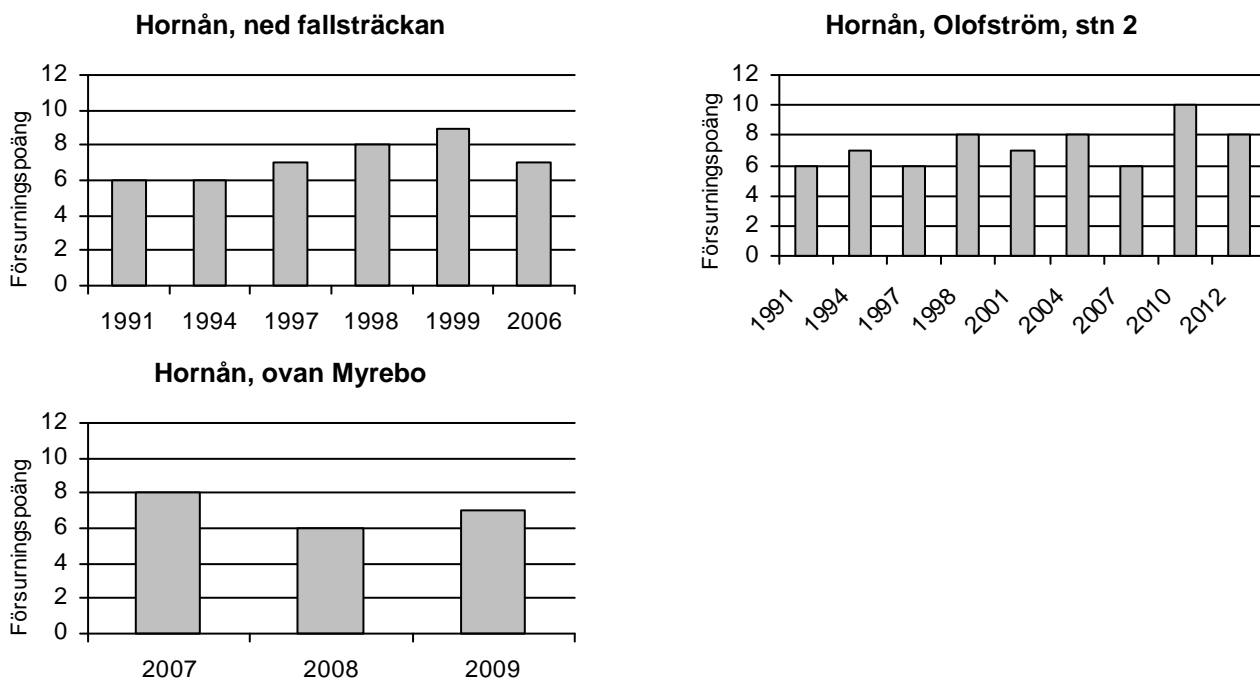 Hornån, ned fallsträckan
Försurningspoäng
12
10
8
6
4
2
0
1991 1994 1997 1998 1999 2006
Hornån, Olofström, stn 2
Försurningspoäng
12
10
8
6
4
2
0
1991 1994 1997 1998 2001 2004 2007 2010 2012
Hornån, ovan Myrebo
Försurningspoäng
12
10
8
6
4
2
0
2007 2008 2009